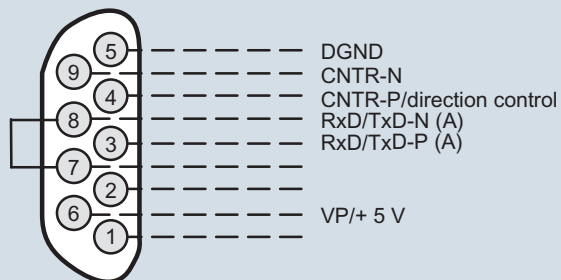 5 DGND
9 CNTR-N
4 CNTR-P/direction control
8 RxD/TxD-N (A)
3 RxD/TxD-P (A)
7
2
6 VP/+ 5 V
1